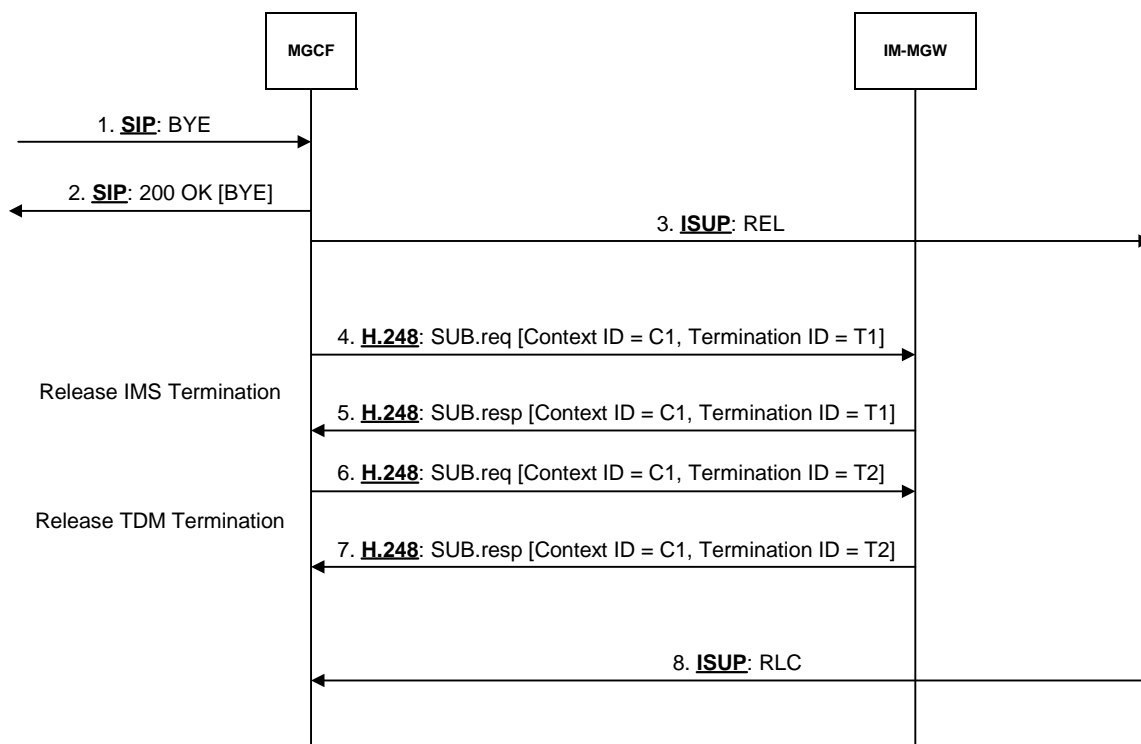 MGCF
IM-MGW
1. SIP: BYE
2. SIP: 200 OK [BYE]
3. ISUP: REL
4. H.248: SUB.req [Context ID = C1, Termination ID = T1]
Release IMS Termination
5. H.248: SUB.resp [Context ID = C1, Termination ID = T1]
6. H.248: SUB.req [Context ID = C1, Termination ID = T2]
Release TDM Termination
7. H.248: SUB.resp [Context ID = C1, Termination ID = T2]
8. ISUP: RLC